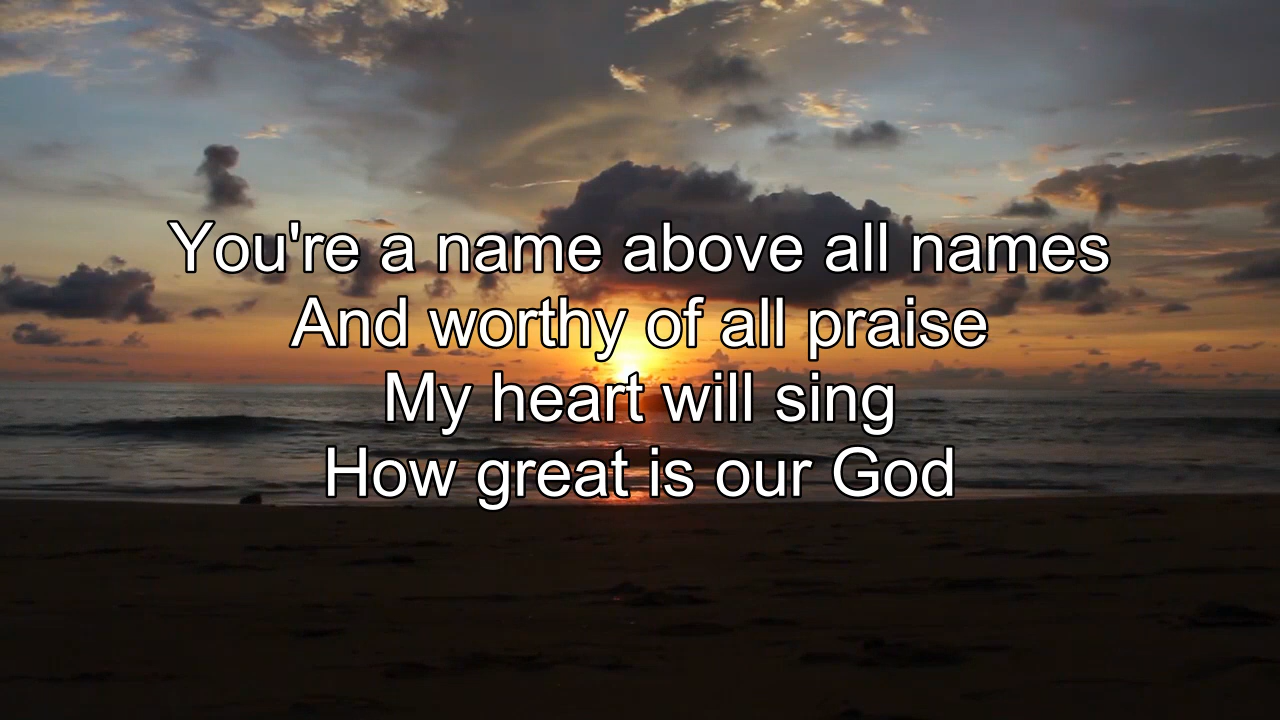 You're a name above all names
And worthy of all praise
My heart will sing
How great is our God